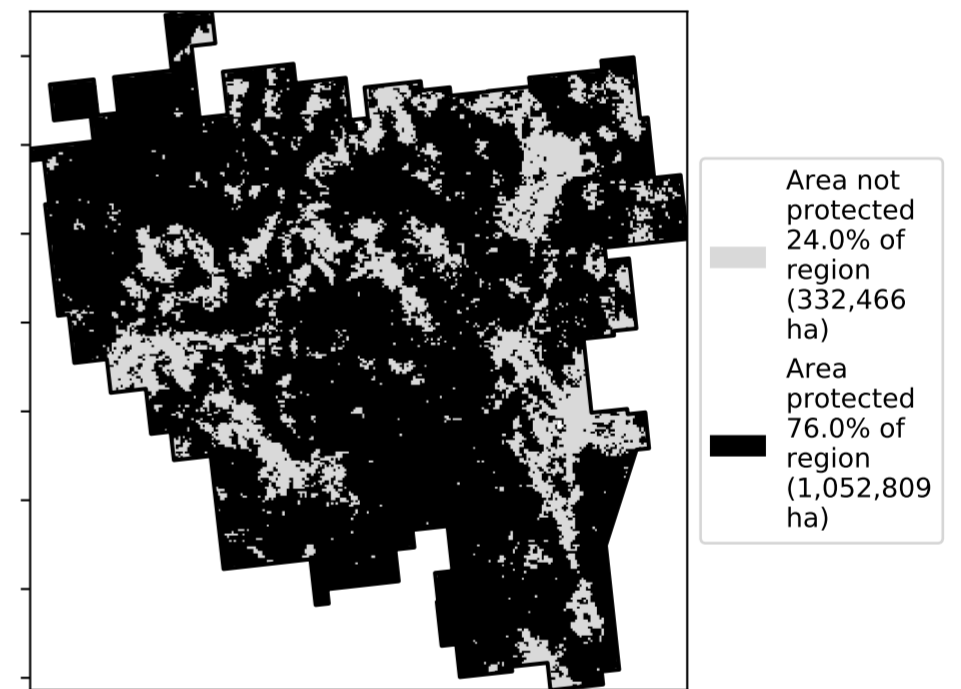 Area not
protected
24.0% of
region
(332,466
ha)
Area
protected
76.0% of
region
(1,052,809
ha)